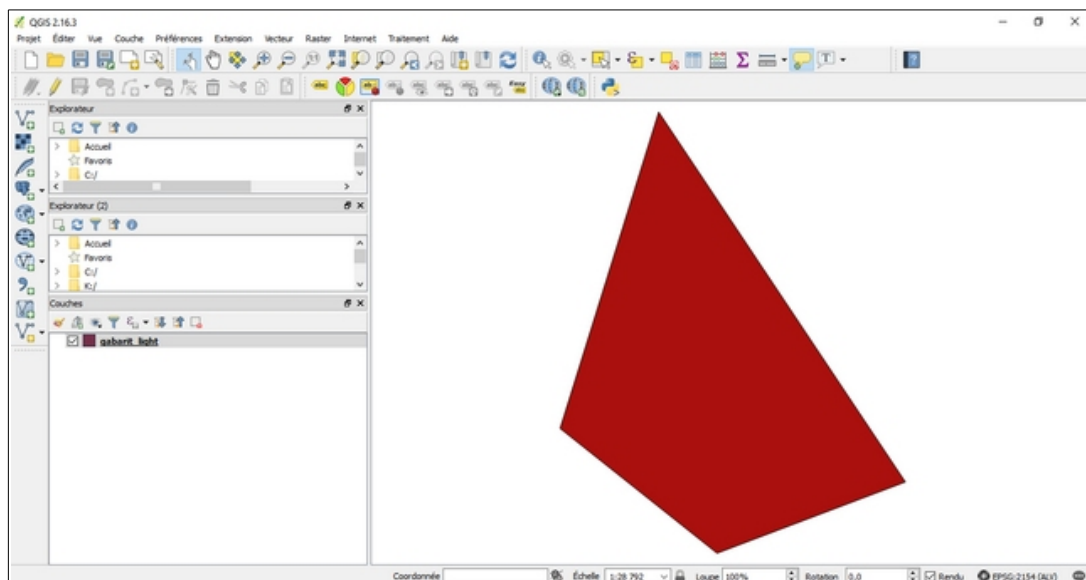 QGIS 2.16.3
Projet Éditer Vue Couche Préférences Extension Vecteur Raster Internet Traitement Aide
Explorateur
Accueil
Favoris
C:/
Explorateur (2)
Accueil
Favoris
C:/
K:/
Couches
gabarit_light
Coordonnée Échelle 1:28 792 Loupe 100% Rotation 0,0 Rendu EPSG:2154 (ALV)